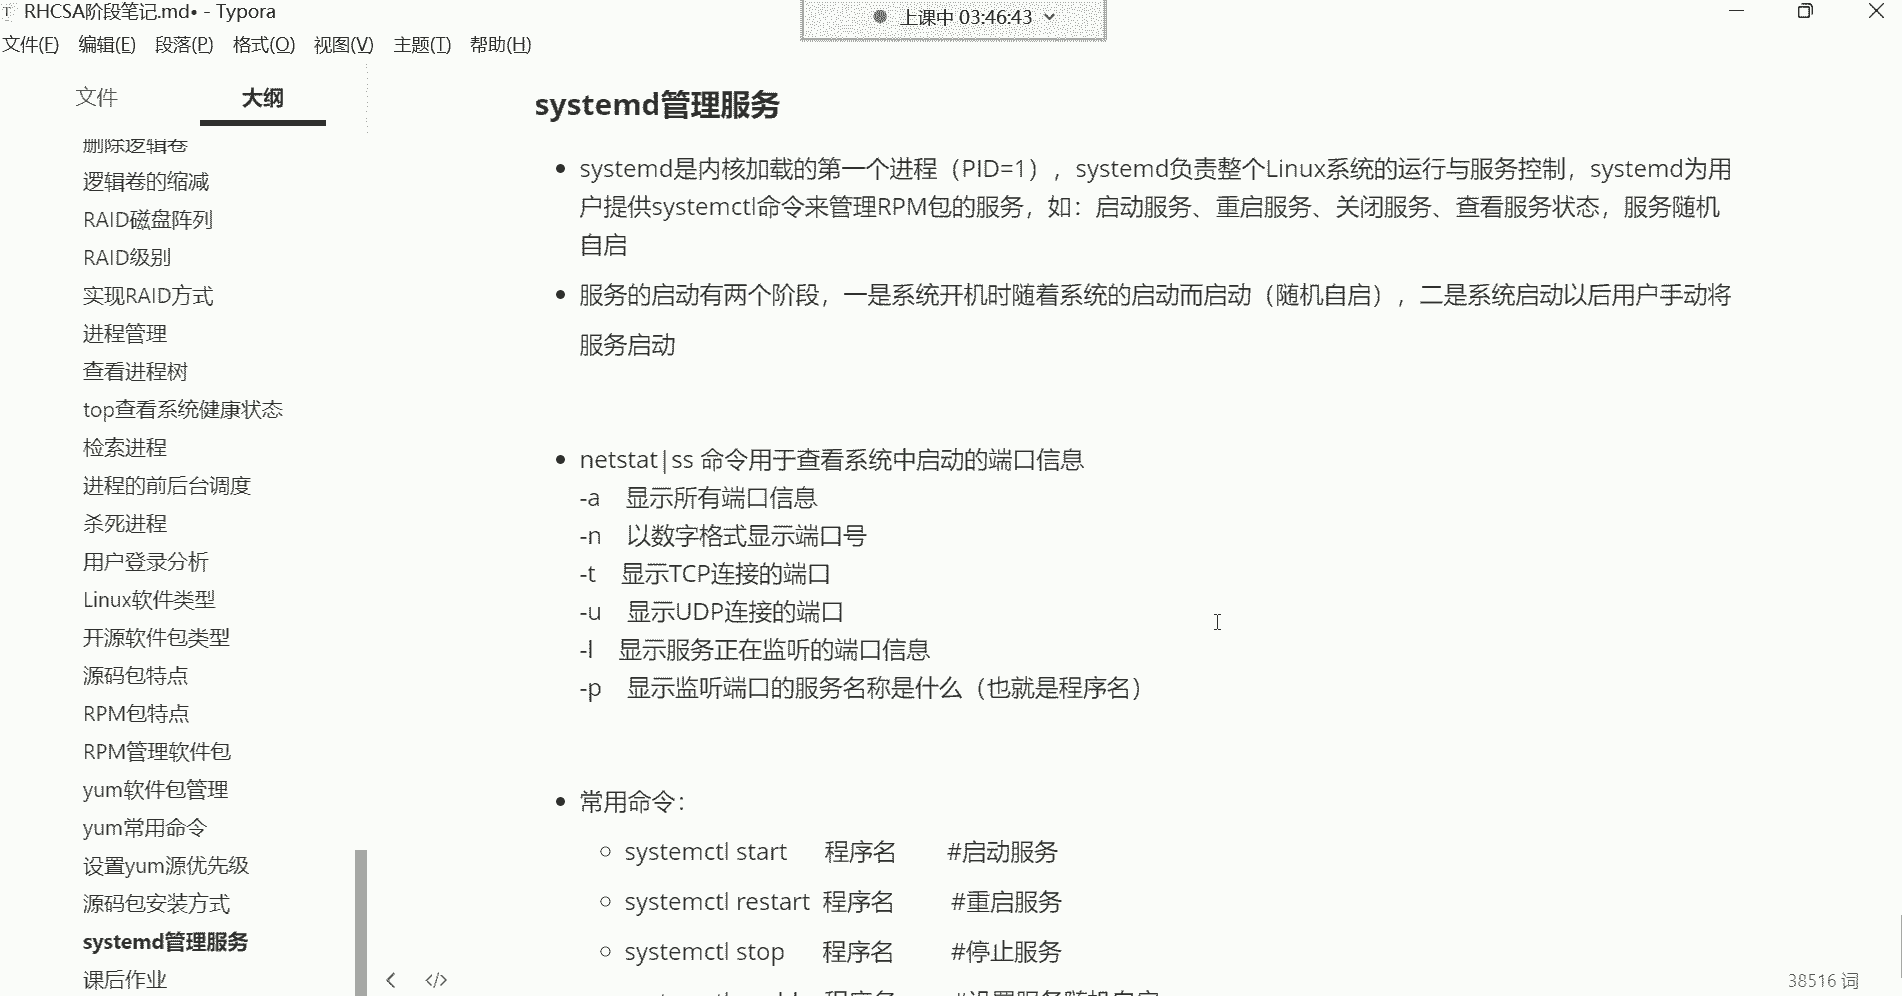 RHCSA阶段笔记.md• - Typora
上课中 03:46:43
文件(F) 编辑(E) 段落(P) 格式(O) 视图(V) 主题(T) 帮助(H)
文件 大纲
删除逻辑卷
逻辑卷的缩减
RAID磁盘阵列
RAID级别
实现RAID方式
进程管理
查看进程树
top查看系统健康状态
检索进程
进程的前后台调度
杀死进程
用户登录分析
Linux软件类型
开源软件包类型
源码包特点
RPM包特点
RPM管理软件包
yum软件包管理
yum常用命令
设置yum源优先级
源码包安装方式
systemd管理服务
课后作业
systemd管理服务
systemd是内核加载的第一个进程（PID=1），systemd负责整个Linux系统的运行与服务控制，systemd为用
户提供systemctl命令来管理RPM包的服务，如：启动服务、重启服务、关闭服务、查看服务状态，服务随机
自启
服务的启动有两个阶段，一是系统开机时随着系统的启动而启动（随机自启），二是系统启动以后用户手动将
服务启动
netstat|ss 命令用于查看系统中启动的端口信息
-a 显示所有端口信息
-n 以数字格式显示端口号
-t 显示TCP连接的端口
-u 显示UDP连接的端口
-l 显示服务正在监听的端口信息
-p 显示监听端口的服务名称是什么（也就是程序名）
常用命令：
systemctl start 程序名 #启动服务
systemctl restart 程序名 #重启服务
systemctl stop 程序名 #停止服务
38516 词